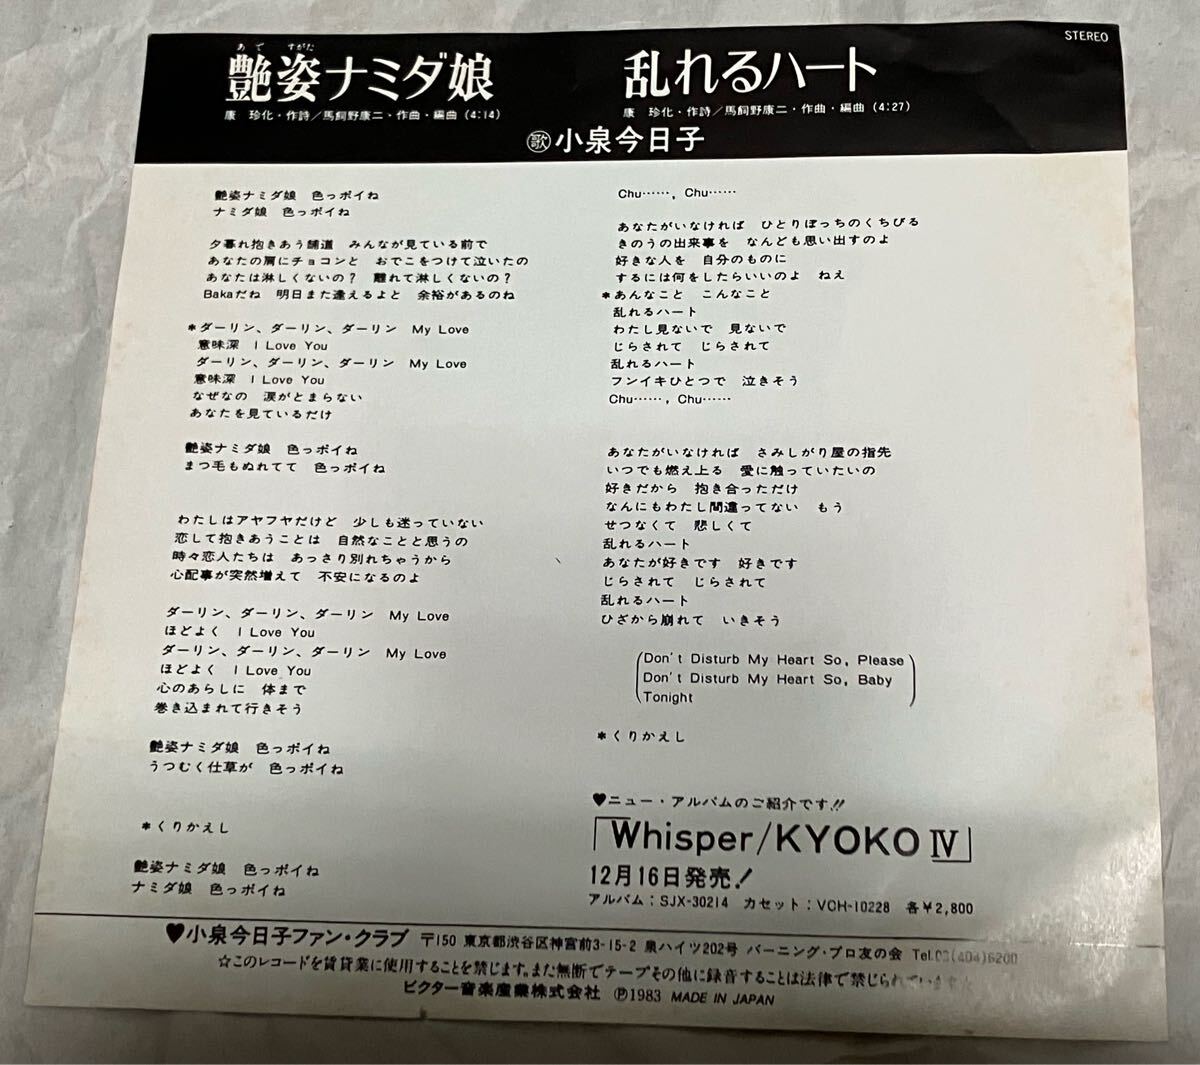 STEREO
あで すがた
艶姿ナミダ娘
康 珍化・作詩／馬飼野康二・作曲・編曲 (4:14)
乱れるハート
康 珍化・作詩／馬飼野康二・作曲・編曲 (4:27)
歌 小泉今日子
艶姿ナミダ娘 色っポイね
ナミダ娘 色っポイね
夕暮れ抱きあう舗道 みんなが見ている前で
あなたの肩にチョコンと おでこをつけて泣いたの
あなたは淋しくないの？ 離れて淋しくないの？
Bakaだね 明日また逢えるよと 余裕があるのね
＊ダーリン、ダーリン、ダーリン My Love
意味深 I Love You
ダーリン、ダーリン、ダーリン My Love
意味深 I Love You
なぜなの 涙がとまらない
あなたを見ているだけ
艶姿ナミダ娘 色っポイね
まつ毛もぬれてて 色っポイね
わたしはアヤフヤだけど 少しも迷っていない
恋して抱きあうことは 自然なことと思うの
時々恋人たちは あっさり別れちゃうから
心配事が突然増えて 不安になるのよ
ダーリン、ダーリン、ダーリン My Love
ほどよく I Love You
ダーリン、ダーリン、ダーリン My Love
ほどよく I Love You
心のあらしに 体まで
巻き込まれて行きそう
艶姿ナミダ娘 色っポイね
うつむく仕草が 色っポイね
＊くりかえし
艶姿ナミダ娘 色っポイね
ナミダ娘 色っポイね
Chu……, Chu……
あなたがいなければ ひとりぼっちのくちびる
きのうの出来事を なんども思い出すのよ
好きな人を 自分のものに
するには何をしたらいいのよ ねえ
＊あんなこと こんなこと
乱れるハート
わたし見ないで 見ないで
じらされて じらされて
乱れるハート
フンイキひとつで 泣きそう
Chu……, Chu……
あなたがいなければ さみしがり屋の指先
いつでも燃え上る 愛に触っていたいの
好きだから 抱き合っただけ
なんにもわたし間違ってない もう
せつなくて 悲しくて
乱れるハート
あなたが好きです 好きです
じらされて じらされて
乱れるハート
ひざから崩れて いきそう
(Don't Disturb My Heart So, Please
Don't Disturb My Heart So, Baby
Tonight)
＊くりかえし
♥ニュー・アルバムのご紹介です!!
「Whisper/KYOKO IV」
12月16日発売!
アルバム：SJX-30214 カセット：VCH-10228 各¥2,800
♥小泉今日子ファン・クラブ 〒150 東京都渋谷区神宮前3-15-2 泉ハイツ202号 バーニング・プロ友の会 Tel.03(404)6200
☆このレコードを賃貸業に使用することを禁じます。また無断でテープその他に録音することは法律で禁じられています。
ビクター音楽産業株式会社 Ⓟ1983 MADE IN JAPAN